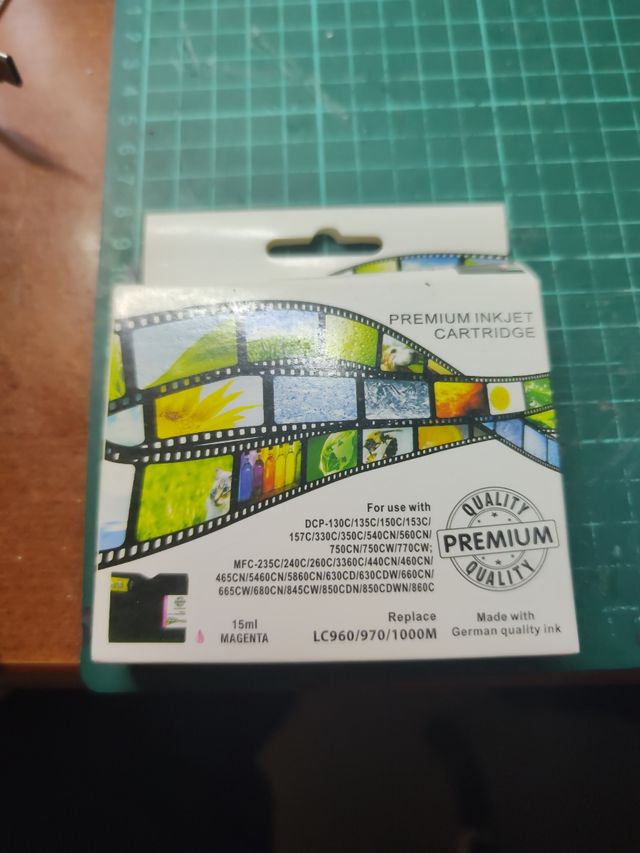 PREMIUM INKJET
CARTRIDGE
For use with
DCP-130C/135C/150C/153C/
157C/330C/350C/540CN/560CN/
750CN/750CW/770CW;
MFC-235C/240C/260C/3360C/440CN/460CN/
465CN/5460CN/5860CN/630CD/630CDW/660CN/
665CW/680CN/845CW/850CDN/850CDWN/860C
QUALITY
PREMIUM
QUALITY
15ml
MAGENTA
Replace
LC960/970/1000M
Made with
German quality ink